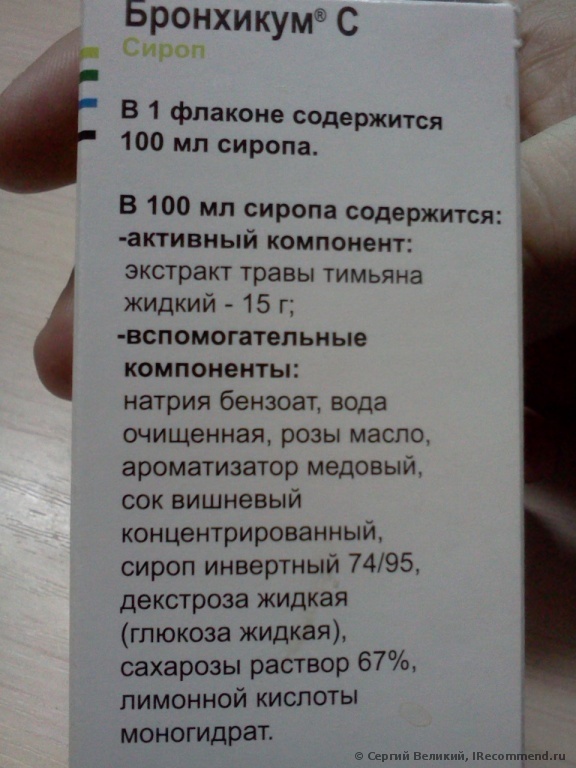 Бронхикум® С
Сироп
В 1 флаконе содержится
100 мл сиропа.
В 100 мл сиропа содержится:
-активный компонент:
экстракт травы тимьяна
жидкий - 15 г;
-вспомогательные
компоненты:
натрия бензоат, вода
очищенная, розы масло,
ароматизатор медовый,
сок вишневый
концентрированный,
сироп инвертный 74/95,
декстроза жидкая
(глюкоза жидкая),
сахарозы раствор 67%,
лимонной кислоты
моногидрат.
© Сергий Великий, IRecommend.ru